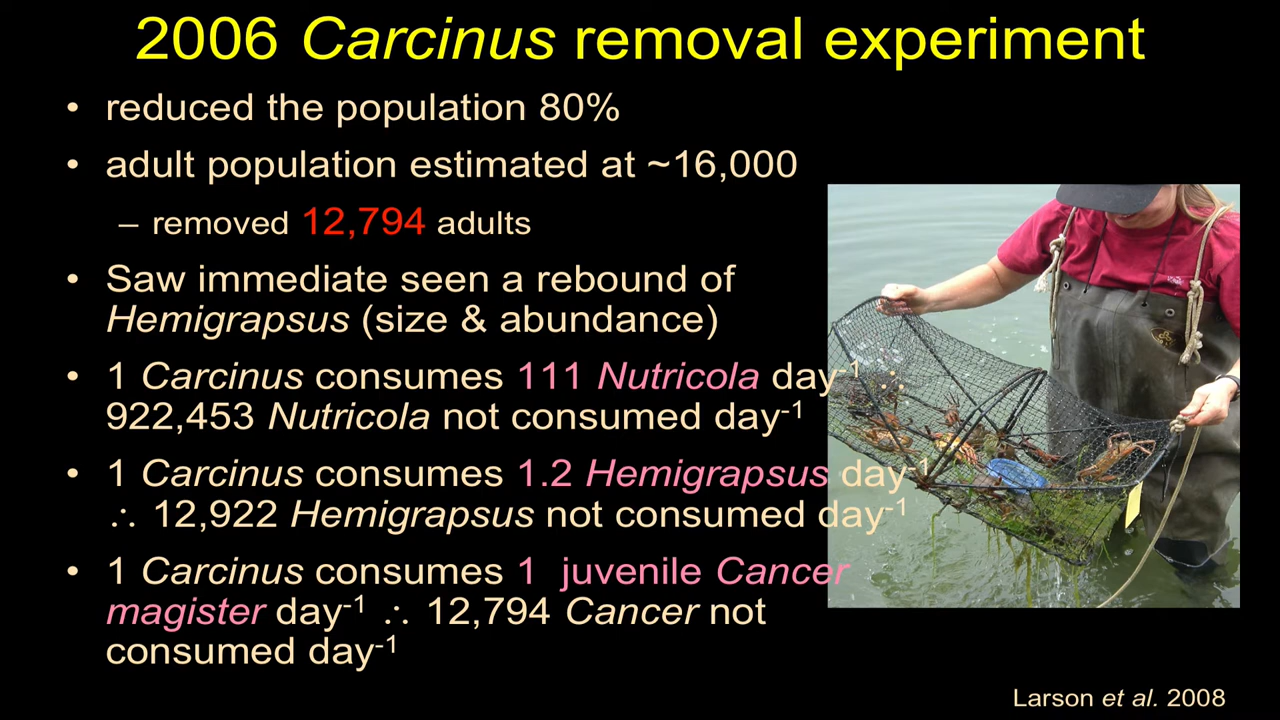 2006 Carcinus removal experiment
• reduced the population 80%
• adult population estimated at ~16,000
– removed 12,794 adults
• Saw immediate seen a rebound of
Hemigrapsus (size & abundance)
• 1 Carcinus consumes 111 Nutricola day⁻¹ ∴
922,453 Nutricola not consumed day⁻¹
• 1 Carcinus consumes 1.2 Hemigrapsus day⁻¹
∴ 12,922 Hemigrapsus not consumed day⁻¹
• 1 Carcinus consumes 1 juvenile Cancer
magister day⁻¹ ∴ 12,794 Cancer not
consumed day⁻¹
Larson et al. 2008